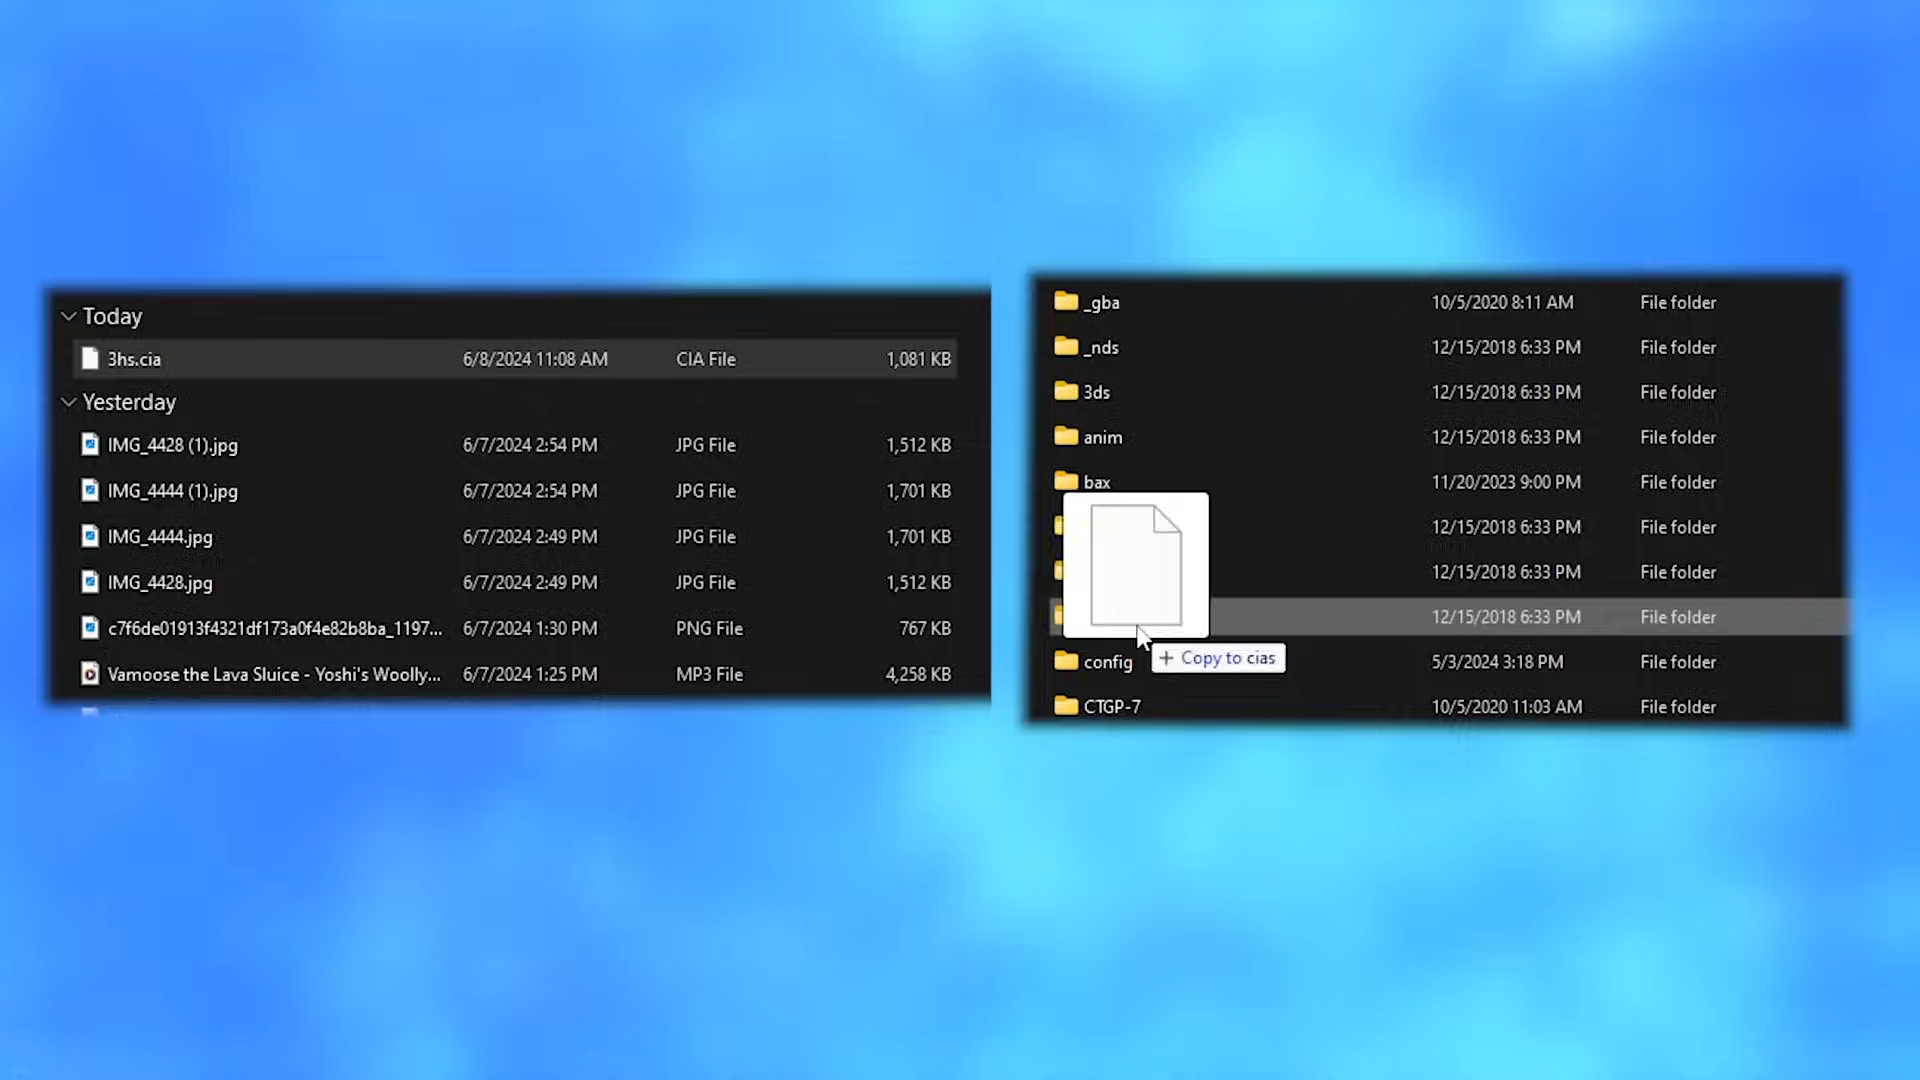 Today
3hs.cia 6/8/2024 11:08 AM CIA File 1,081 KB
Yesterday
IMG_4428 (1).jpg 6/7/2024 2:54 PM JPG File 1,512 KB
IMG_4444 (1).jpg 6/7/2024 2:54 PM JPG File 1,701 KB
IMG_4444.jpg 6/7/2024 2:49 PM JPG File 1,701 KB
IMG_4428.jpg 6/7/2024 2:49 PM JPG File 1,512 KB
c7f6de01913f4321df173a0f4e82b8ba_1197... 6/7/2024 1:30 PM PNG File 767 KB
Vamoose the Lava Sluice - Yoshi's Woolly... 6/7/2024 1:25 PM MP3 File 4,258 KB
_gba 10/5/2020 8:11 AM File folder
_nds 12/15/2018 6:33 PM File folder
3ds 12/15/2018 6:33 PM File folder
anim 12/15/2018 6:33 PM File folder
bax 11/20/2023 9:00 PM File folder
12/15/2018 6:33 PM File folder
12/15/2018 6:33 PM File folder
12/15/2018 6:33 PM File folder
+ Copy to cias
config 5/3/2024 3:18 PM File folder
CTGP-7 10/5/2020 11:03 AM File folder